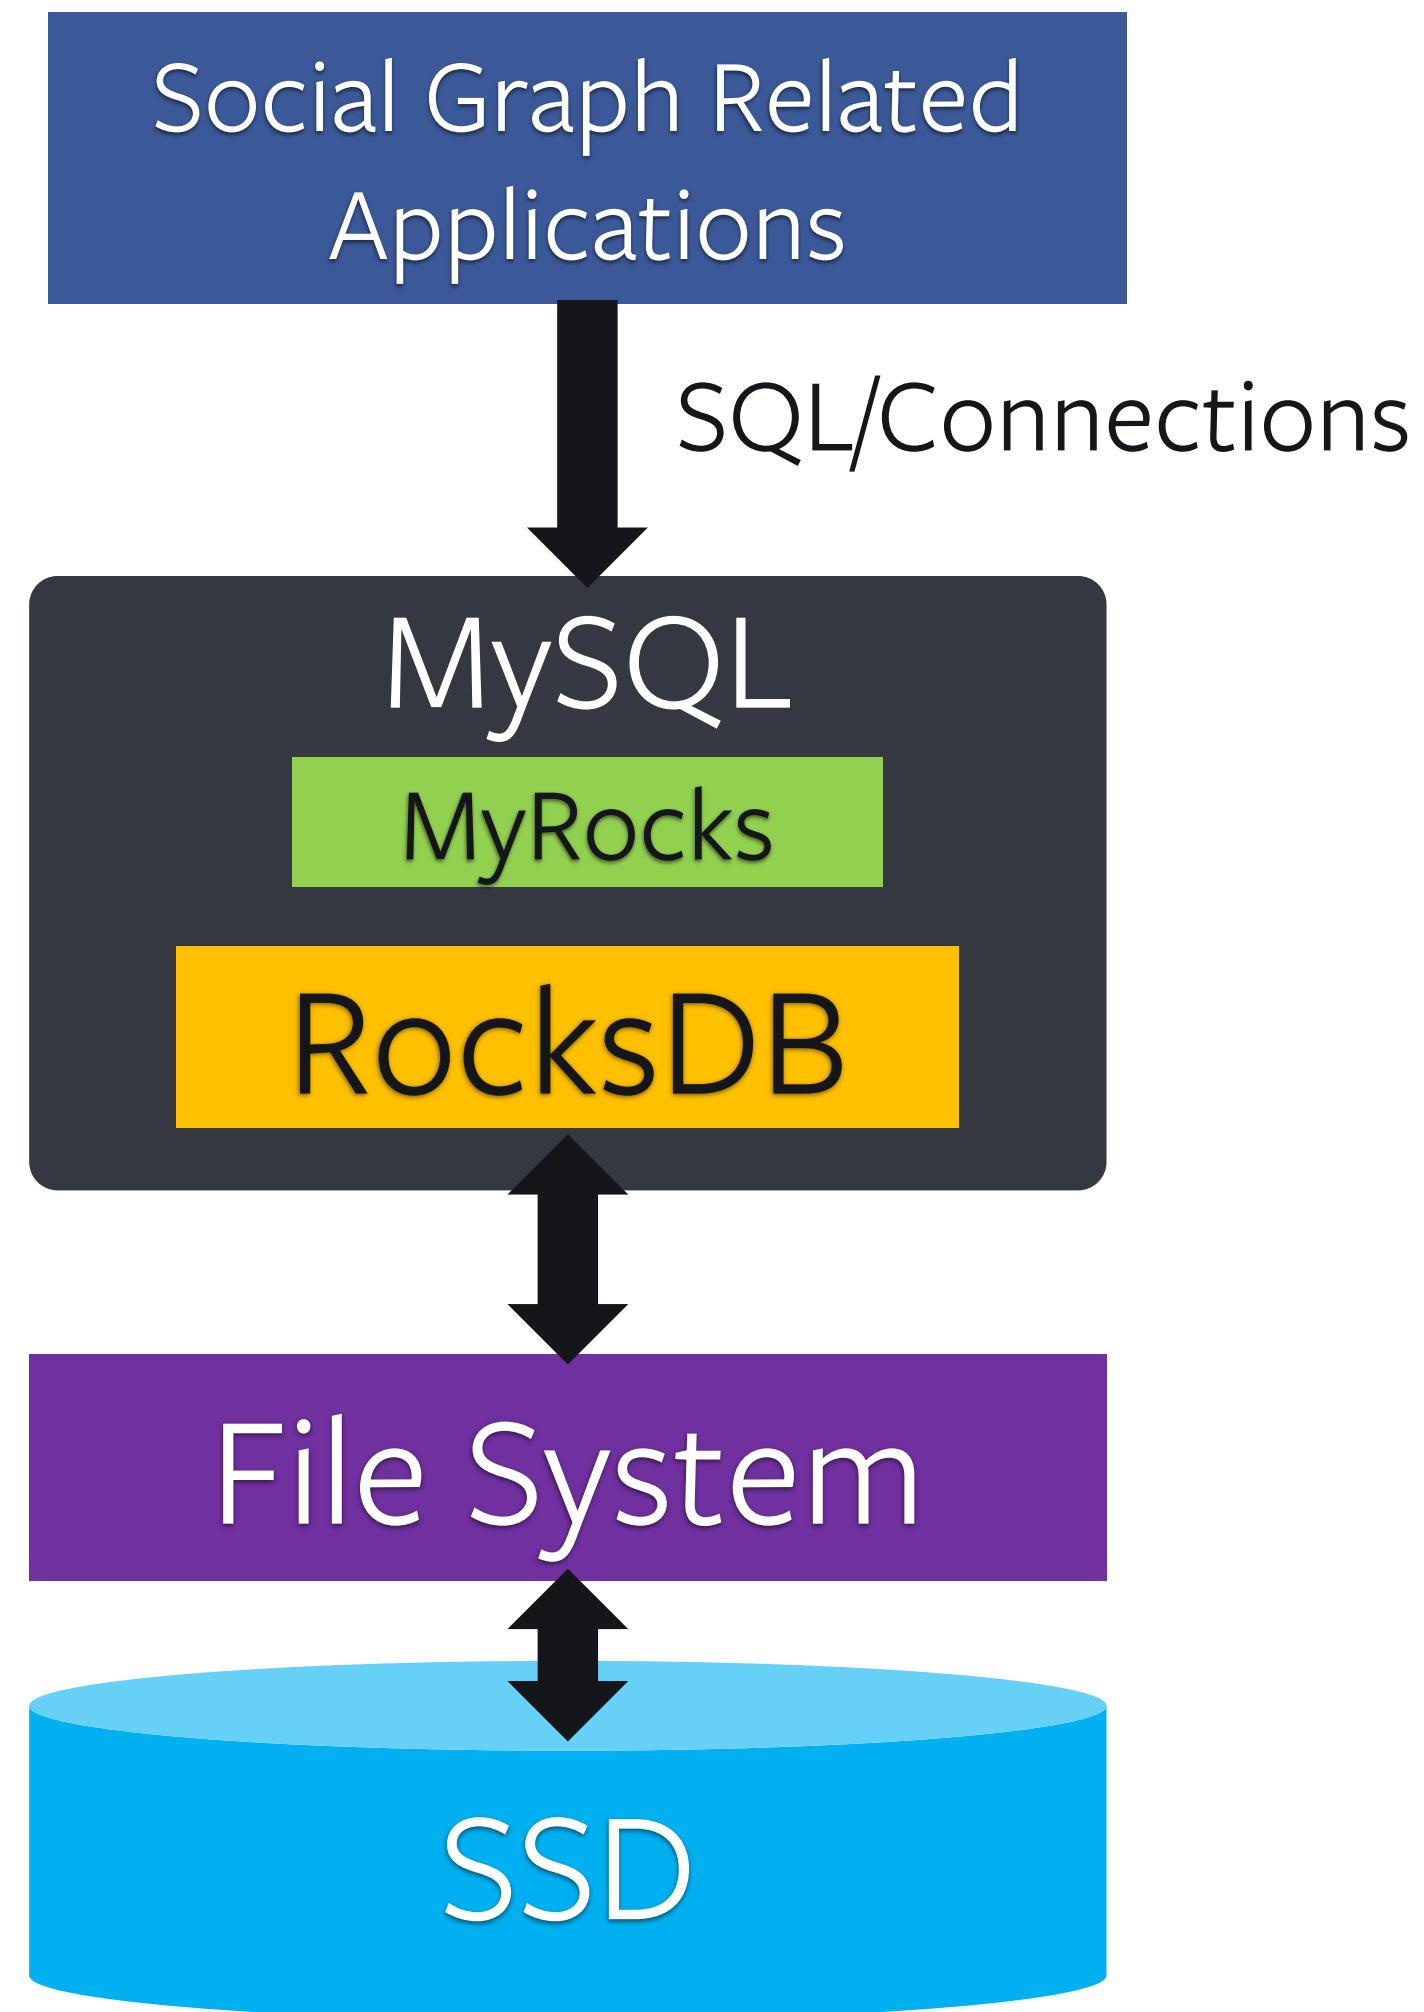 Social Graph Related
Applications
SQL/Connections
MySQL
MyRocks
RocksDB
File System
SSD